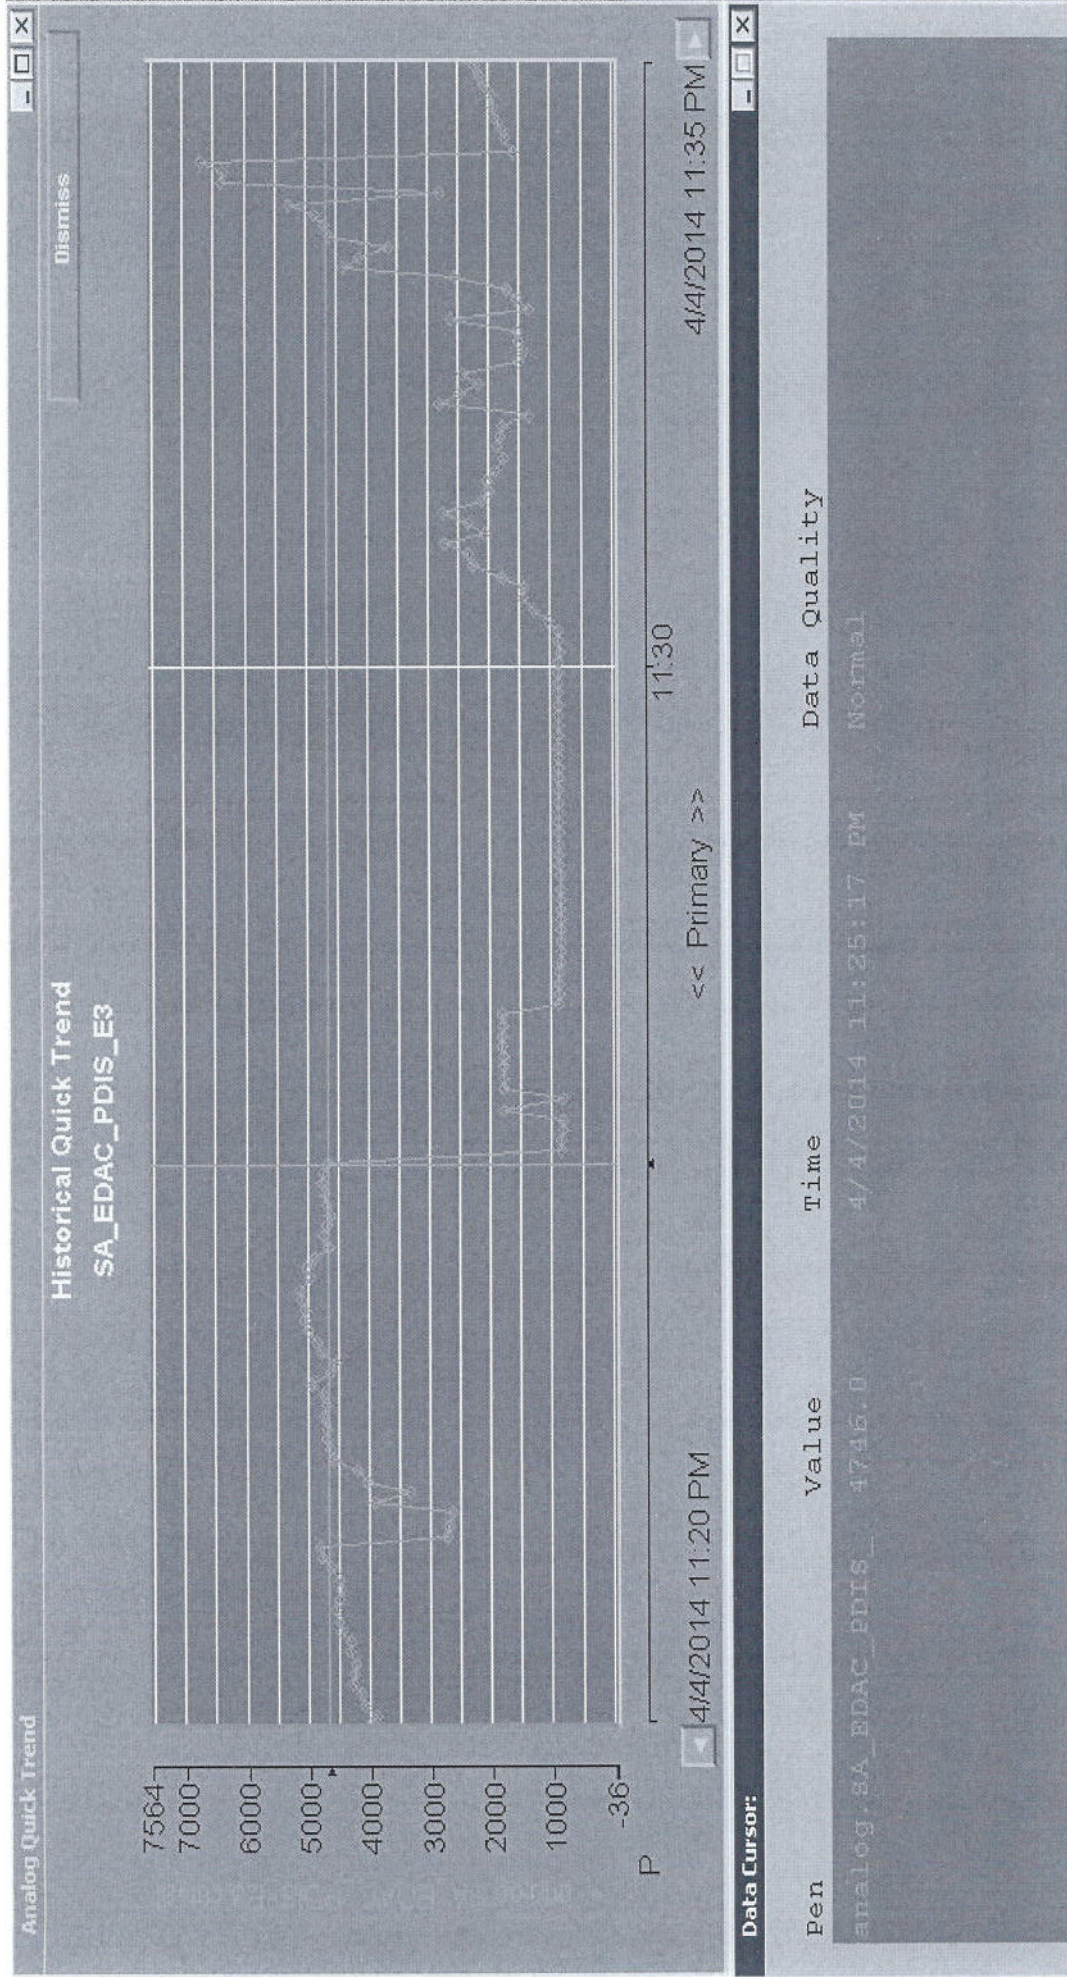 Analog Quick Trend
Historical Quick Trend
Dismiss
SA_EDAC_PDIS_E3
7564
7000
6000
5000
4000
3000
2000
1000
-36
P
4/4/2014 11:20 PM
11:30
4/4/2014 11:35 PM
<< Primary >>
Data Cursor:
Pen Value Time Data Quality
analog.SA_EDAC_PDIS_ 4746.0 4/4/2014 11:25:17 PM Normal